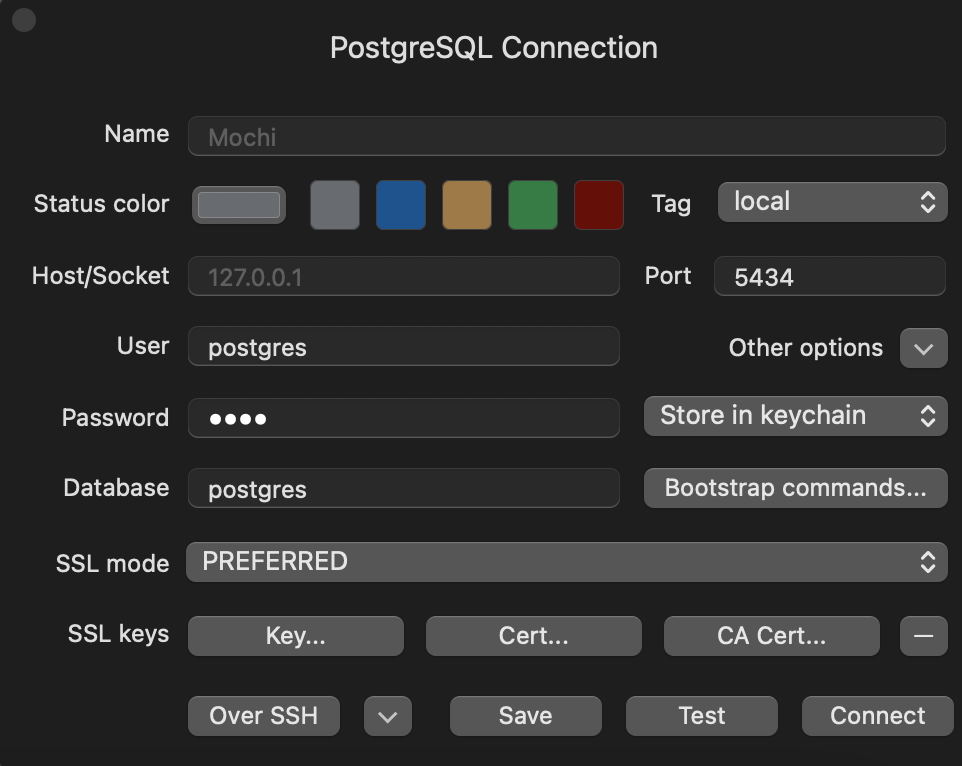 PostgreSQL Connection
Name Mochi
Status color Tag local
Host/Socket 127.0.0.1 Port 5434
User postgres Other options
Password •••• Store in keychain
Database postgres Bootstrap commands...
SSL mode PREFERRED
SSL keys Key... Cert... CA Cert... —
Over SSH Save Test Connect